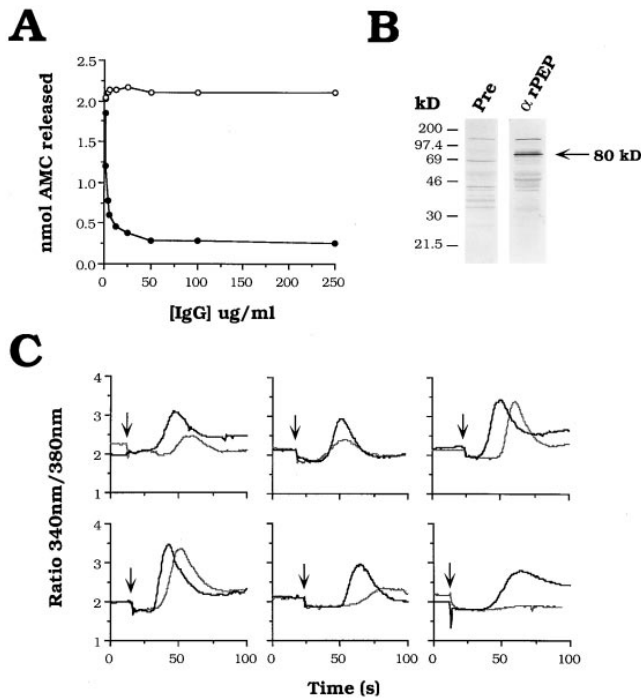 A
nmol AMC released
2.5
2.0
1.5
1.0
0.5
0.0
0 50 100 150 200 250
[IgG] ug/ml
B
kD
Pre
α rPEP
200
97.4
69
46
30
21.5
80 kD
C
Ratio 340nm/380nm
4
3
2
1
4
3
2
1
0 50 100 0 50 100 0 50 100
Time (s)